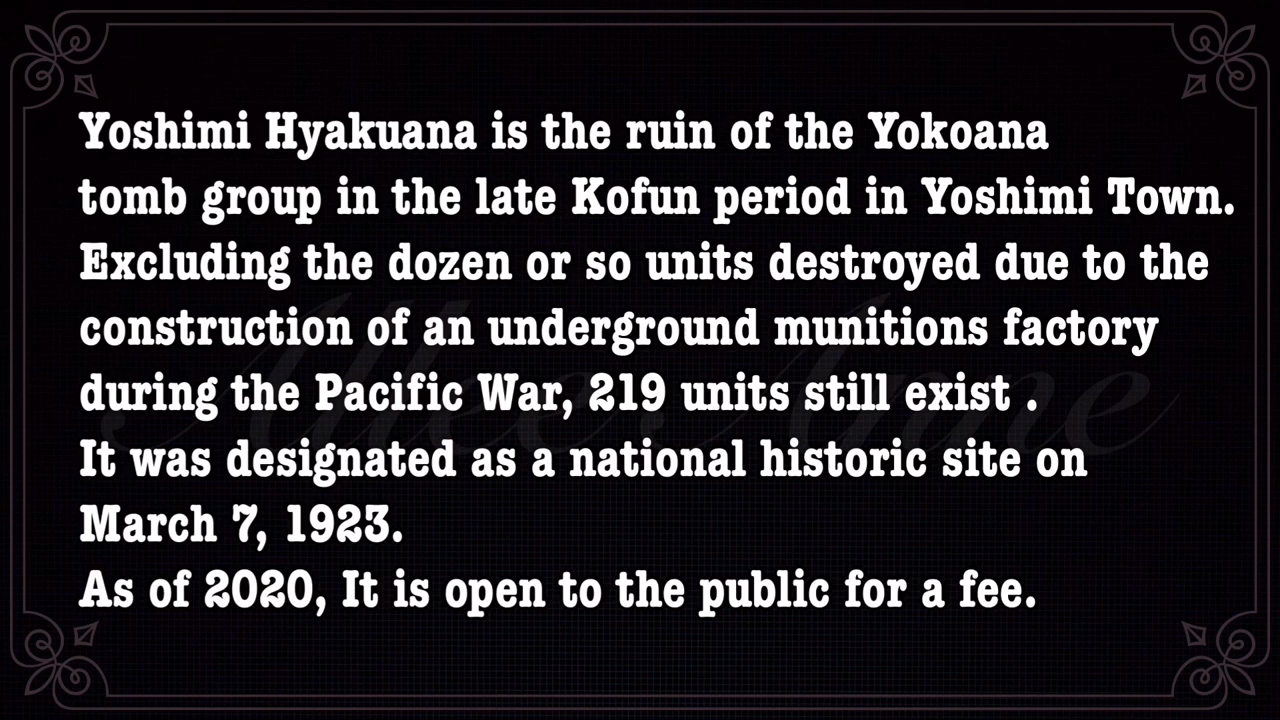 Yoshimi Hyakuana is the ruin of the Yokoana
tomb group in the late Kofun period in Yoshimi Town.
Excluding the dozen or so units destroyed due to the
construction of an underground munitions factory
during the Pacific War, 219 units still exist .
It was designated as a national historic site on
March 7, 1923.
As of 2020, It is open to the public for a fee.